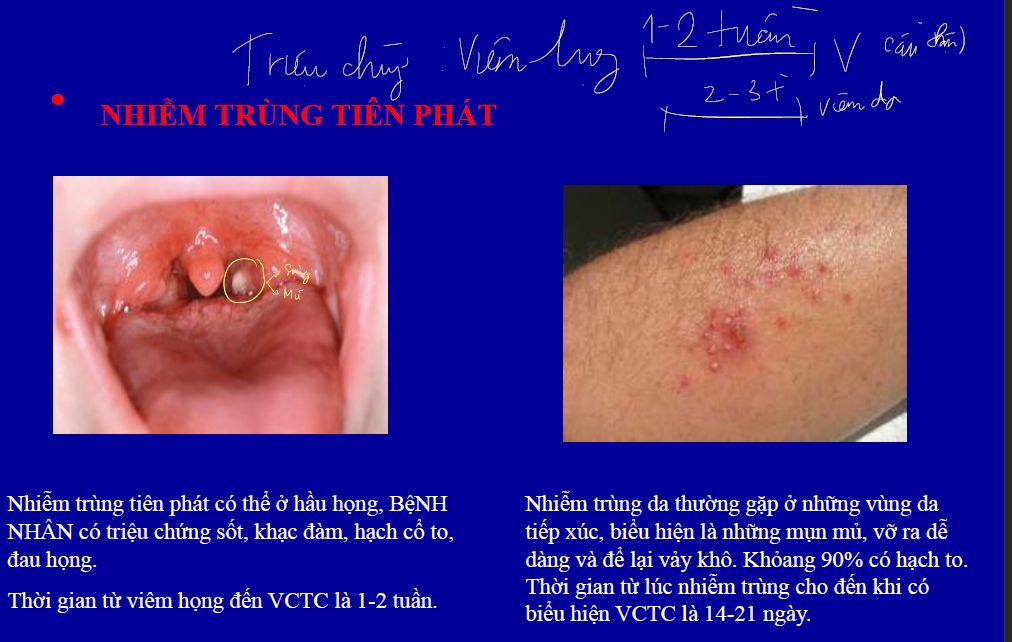 Triệu chứng : Viêm họng 1-2 tuần V
2-3 t viêm da
• NHIỄM TRÙNG TIÊN PHÁT
Sưng
Mủ
Nhiễm trùng tiên phát có thể ở hầu họng, BệNH
NHÂN có triệu chứng sốt, khạc đàm, hạch cổ to,
đau họng.
Thời gian từ viêm họng đến VCTC là 1-2 tuần.
Nhiễm trùng da thường gặp ở những vùng da
tiếp xúc, biểu hiện là những mụn mủ, vỡ ra dễ
dàng và để lại vảy khô. Khỏang 90% có hạch to.
Thời gian từ lúc nhiễm trùng cho đến khi có
biểu hiện VCTC là 14-21 ngày.